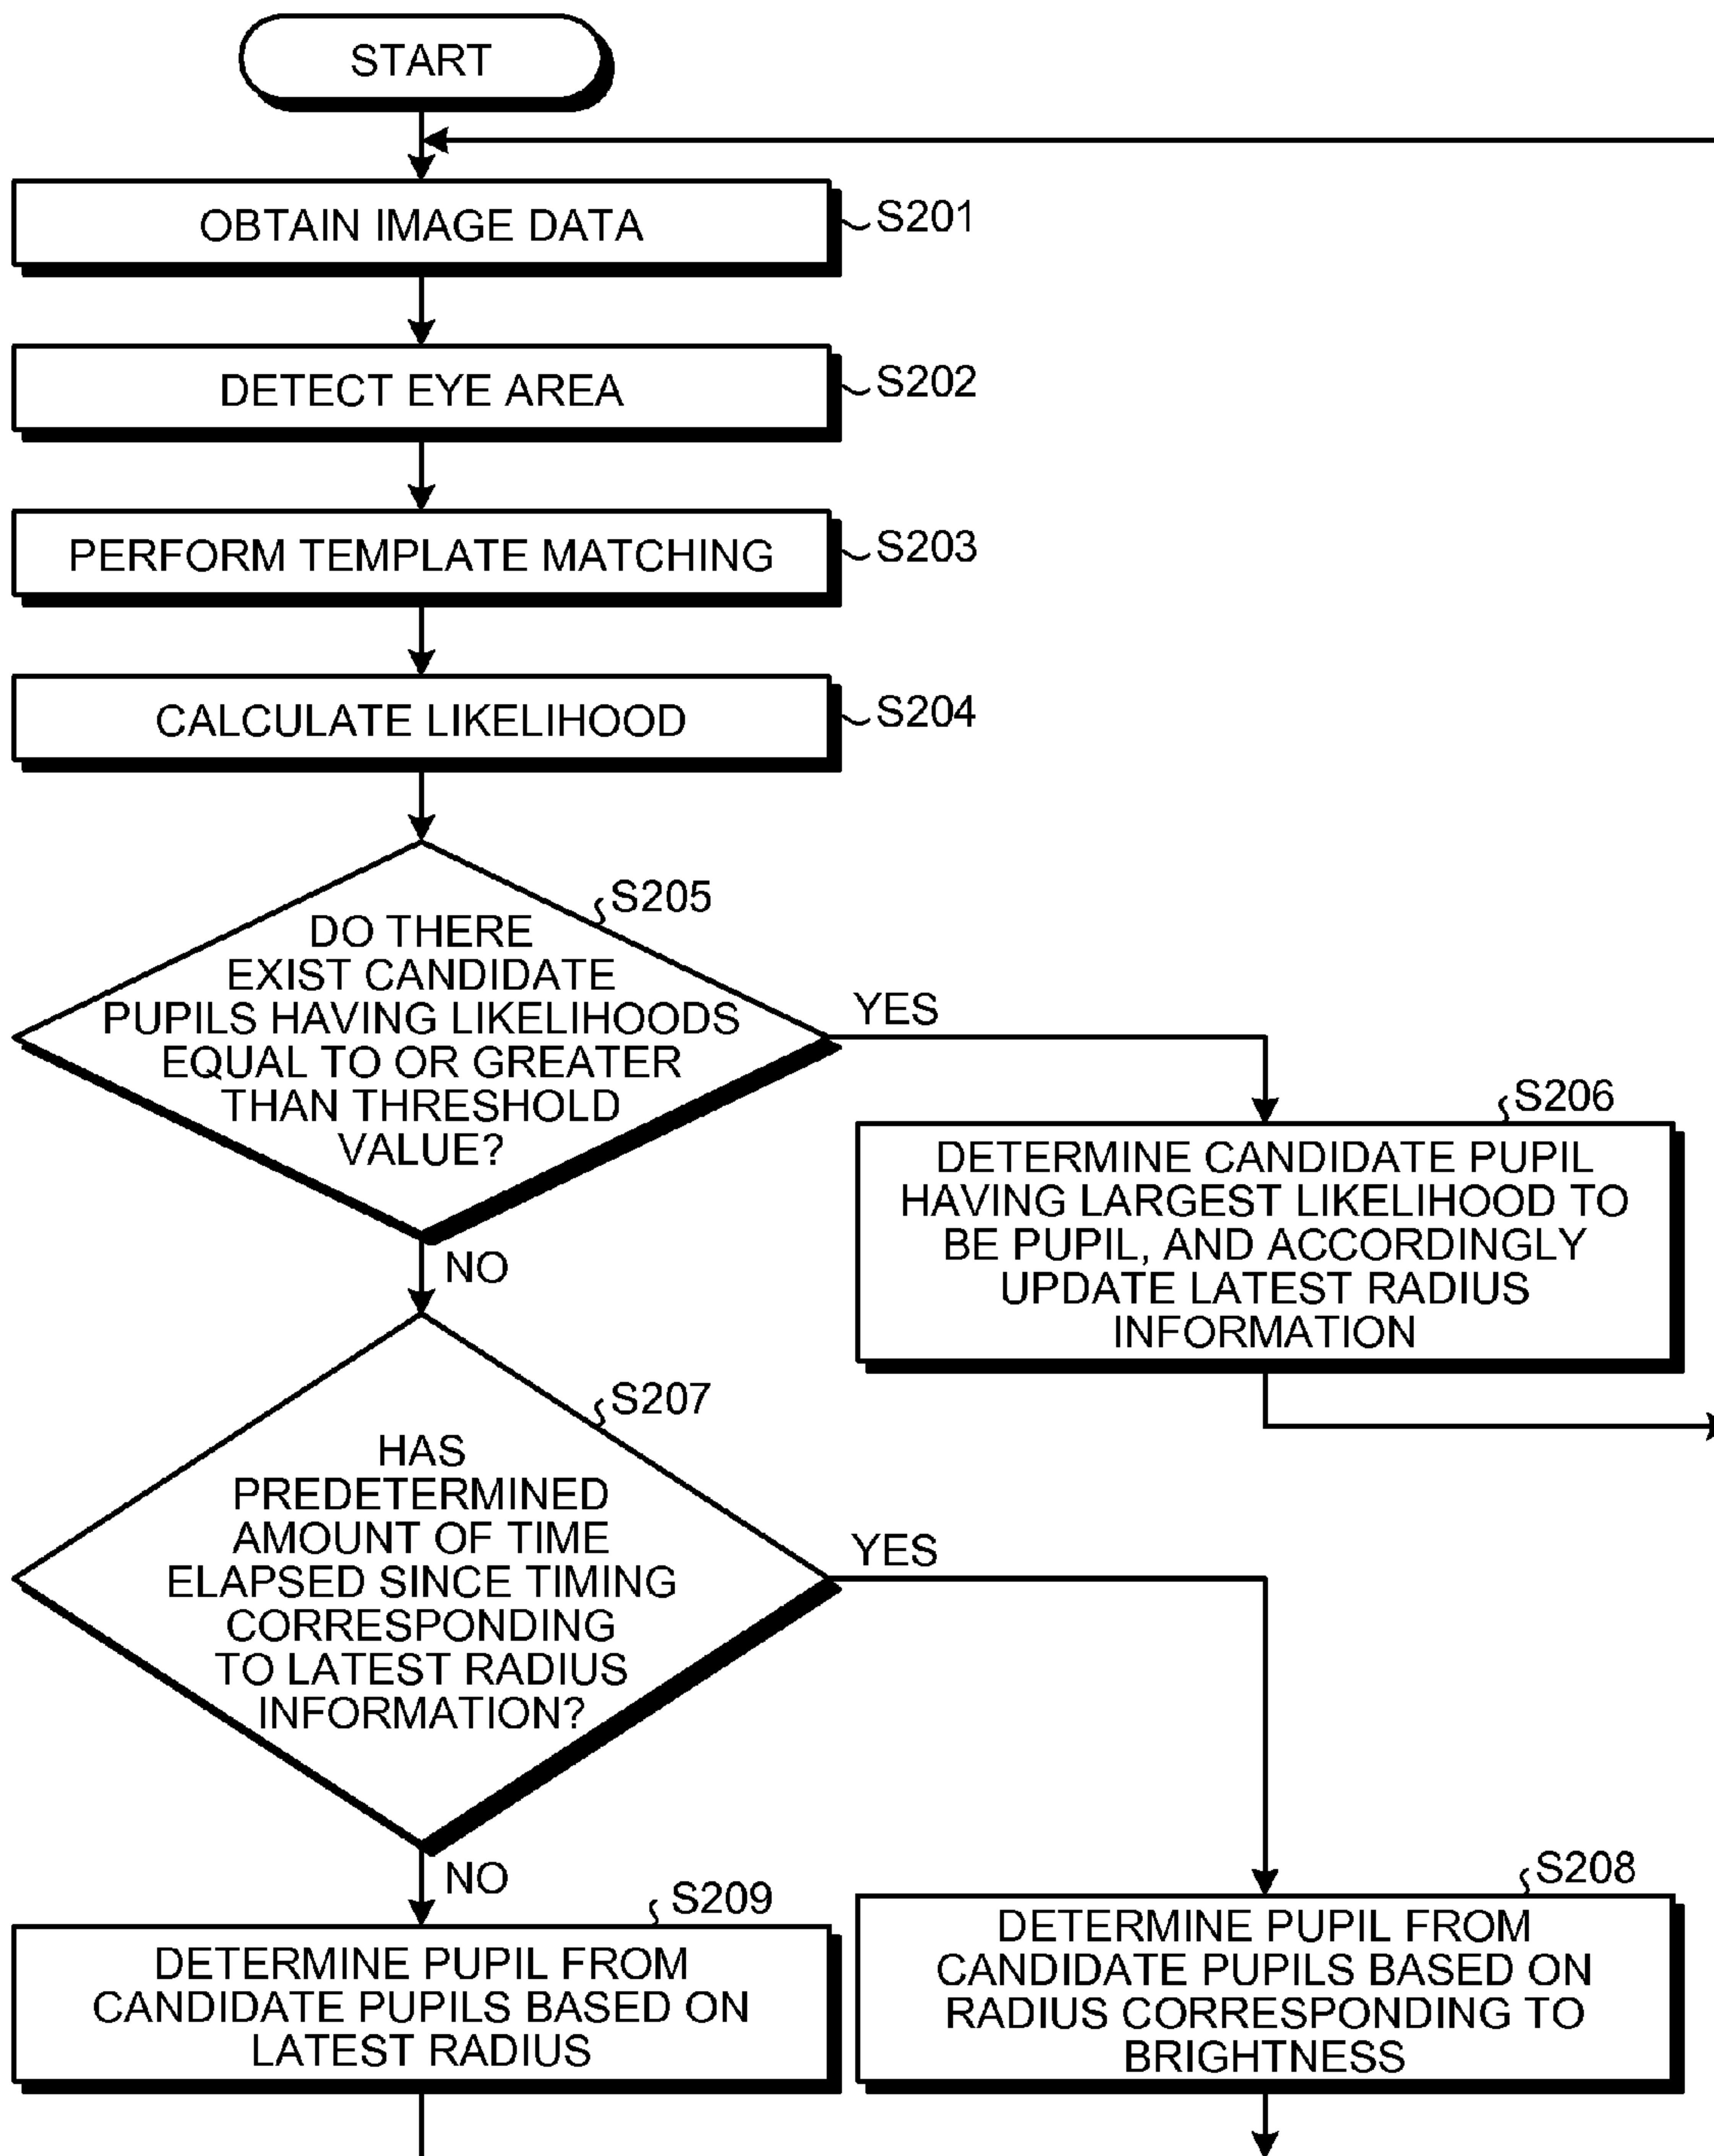 START
OBTAIN IMAGE DATA
S201
DETECT EYE AREA
S202
PERFORM TEMPLATE MATCHING
S203
CALCULATE LIKELIHOOD
S204
S205
DO THERE
EXIST CANDIDATE
PUPILS HAVING LIKELIHOODS
EQUAL TO OR GREATER
THAN THRESHOLD
VALUE?
YES
NO
S206
DETERMINE CANDIDATE PUPIL
HAVING LARGEST LIKELIHOOD TO
BE PUPIL, AND ACCORDINGLY
UPDATE LATEST RADIUS
INFORMATION
S207
HAS
PREDETERMINED
AMOUNT OF TIME
ELAPSED SINCE TIMING
CORRESPONDING
TO LATEST RADIUS
INFORMATION?
YES
NO
S209
DETERMINE PUPIL FROM
CANDIDATE PUPILS BASED ON
LATEST RADIUS
S208
DETERMINE PUPIL FROM
CANDIDATE PUPILS BASED ON
RADIUS CORRESPONDING TO
BRIGHTNESS